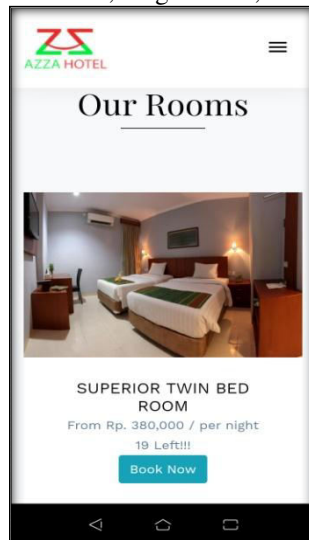 AZZA HOTEL
Our Rooms
SUPERIOR TWIN BED
ROOM
From Rp. 380,000 / per night
19 Left!!!
Book Now